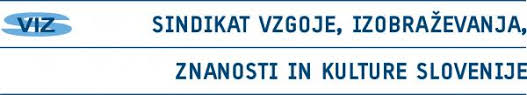 VIZ SINDIKAT VZGOJE, IZOBRAŽEVANJA,
ZNANOSTI IN KULTURE SLOVENIJE